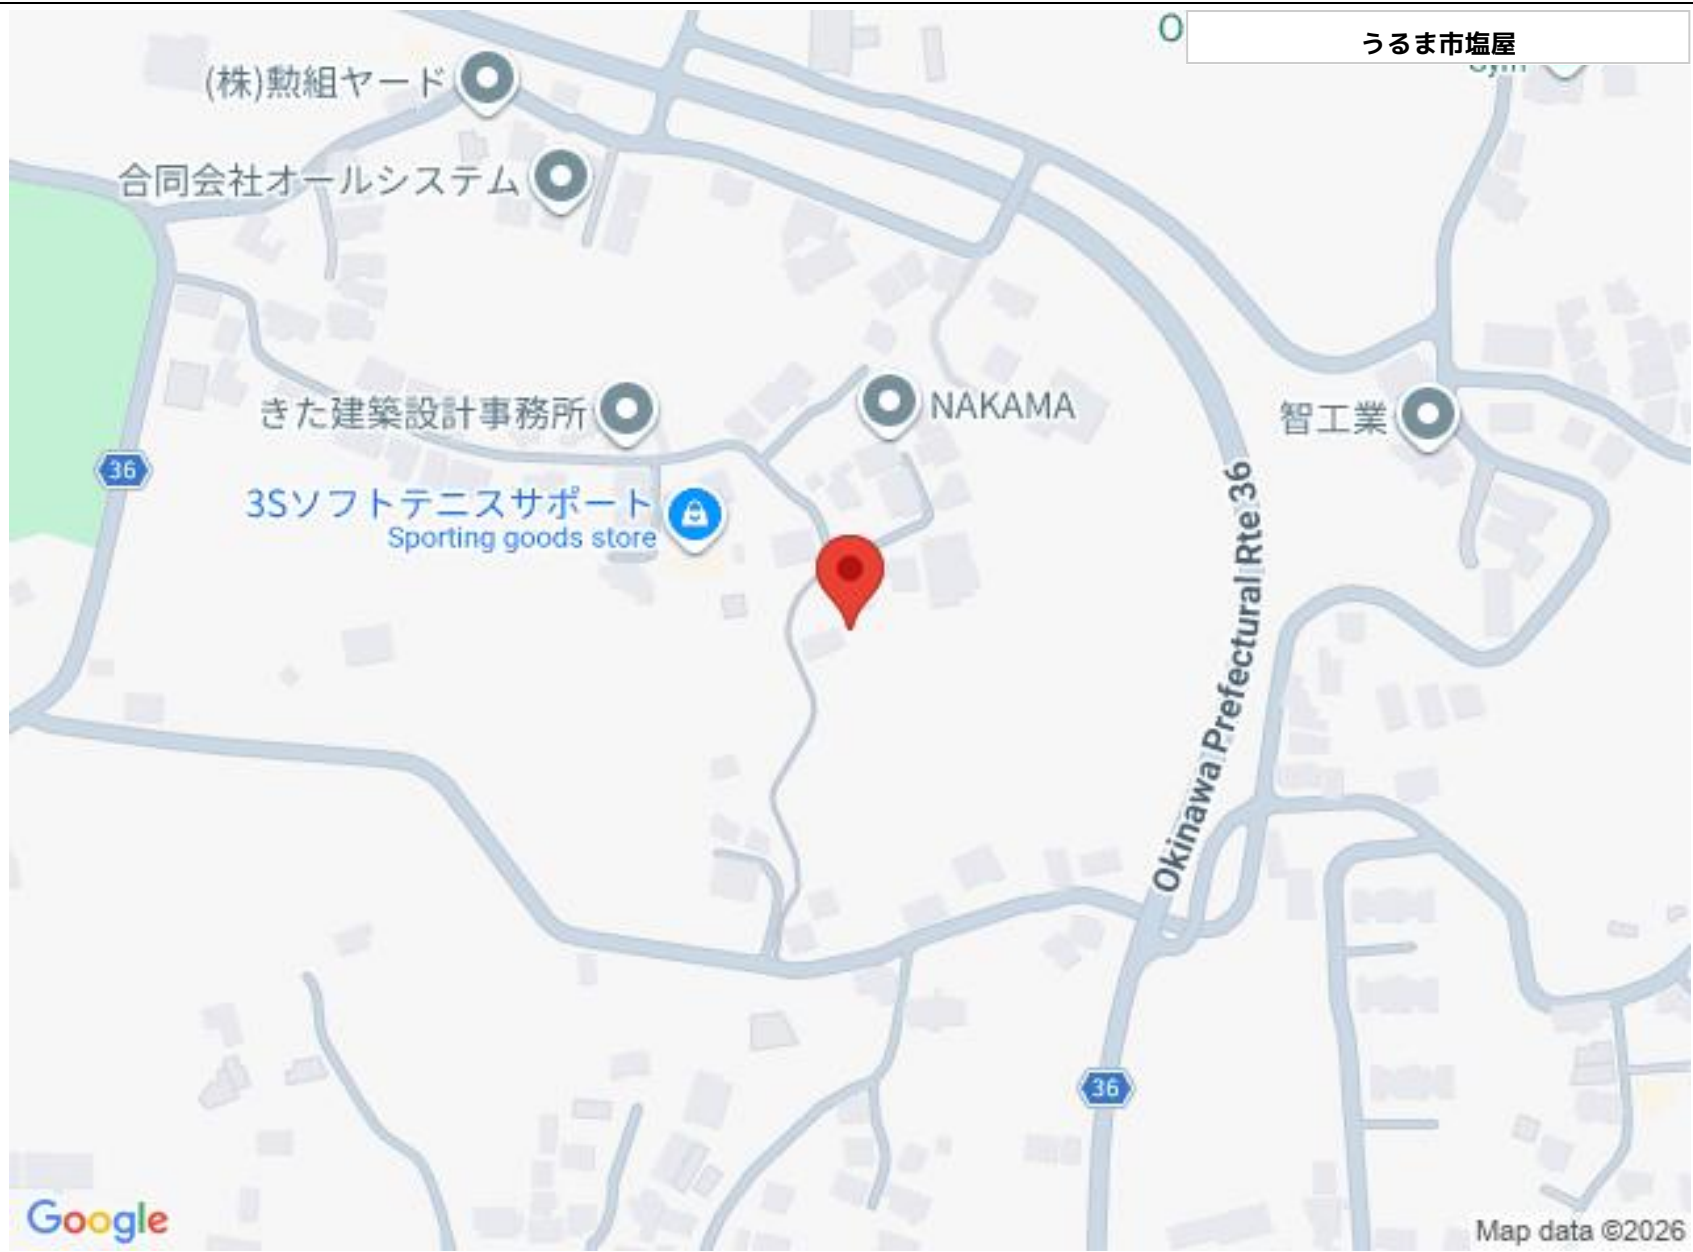 うるま市塩屋
(株)勲組ヤード
合同会社オールシステム
きた建築設計事務所
NAKAMA
智工業
36
3Sソフトテニスサポート
Sporting goods store
Okinawa Prefectural Rte 36
36
Google
Map data ©2026